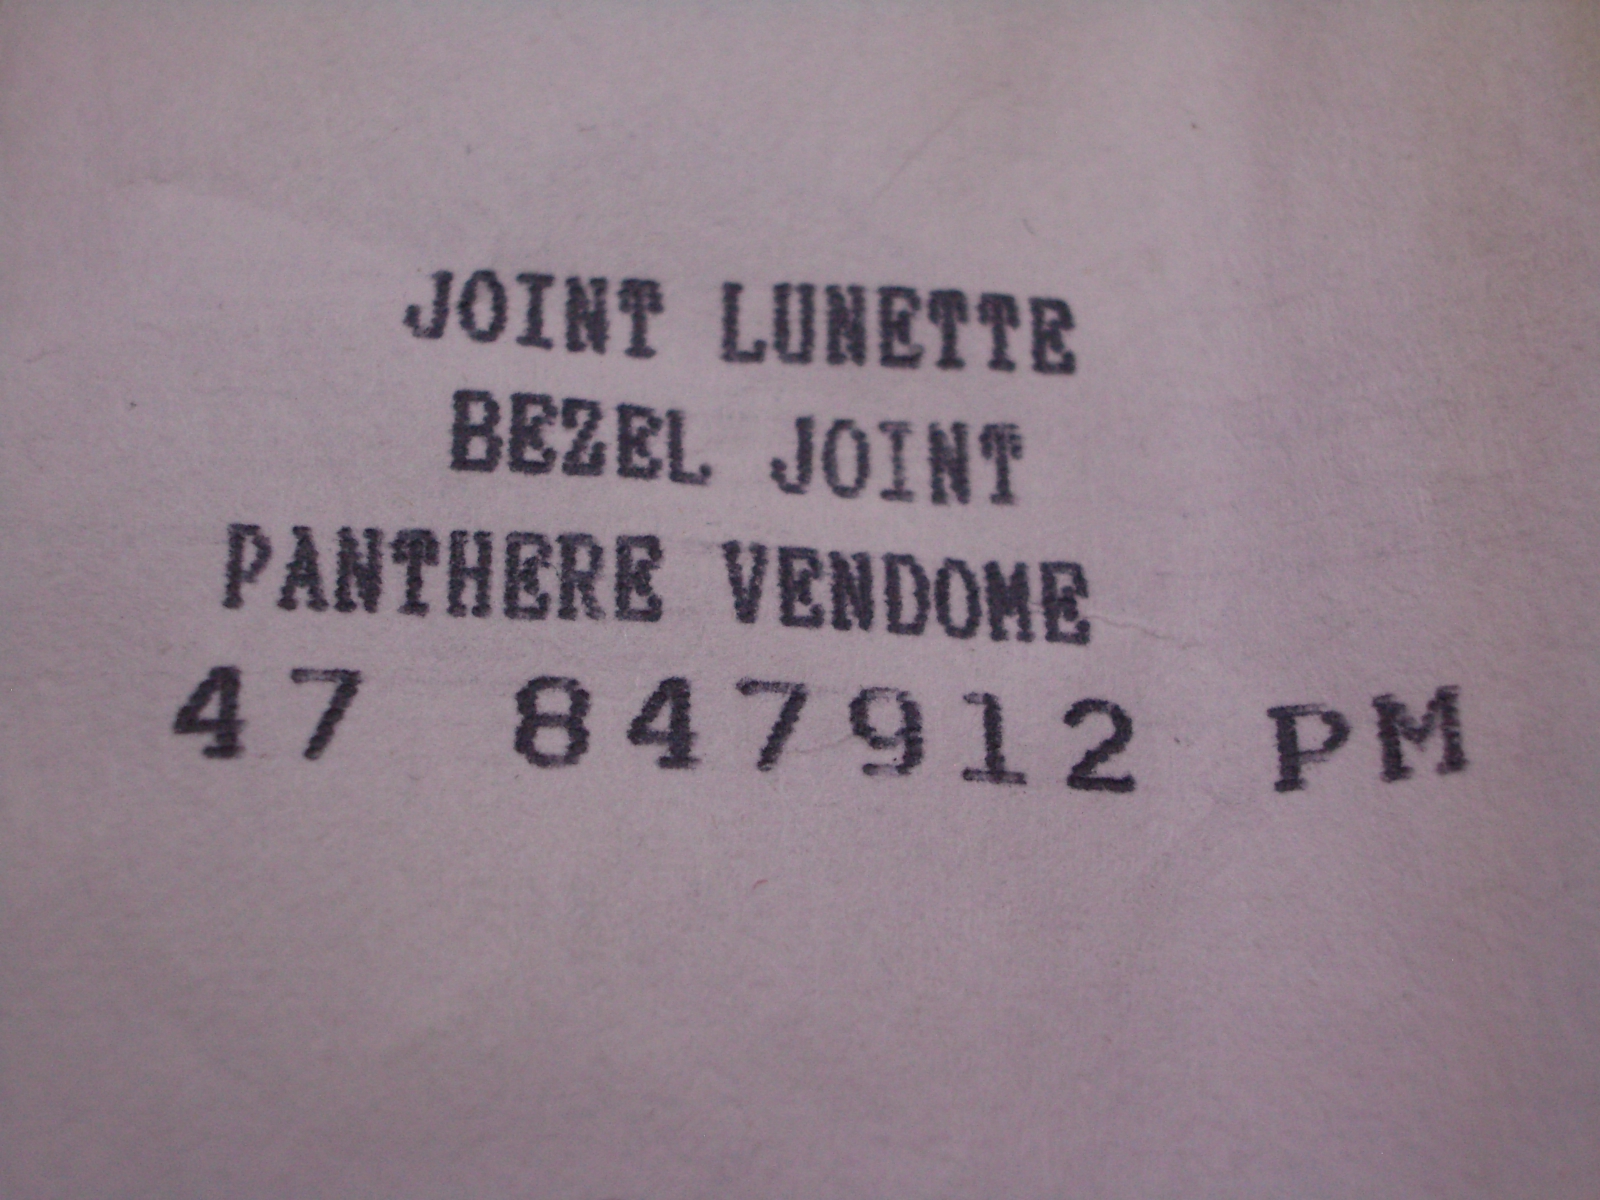 JOINT LUNETTE
BEZEL JOINT
PANTHERE VENDOME
47 847912 PM